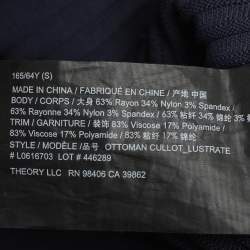 165/64Y (S)
MADE IN CHINA / FABRIQUÉ EN CHINE / 产地 中国
BODY / CORPS / 大身 63% Rayon 34% Nylon 3% Spandex /
63% Rayonne 34% Nylon 3% Spandex / 63% 粘纤 34% 锦纶 3%
TRIM / GARNITURE / 装饰 83% Viscose 17% Polyamide /
83% Viscose 17% Polyamide / 83% 粘纤 17% 锦纶
STYLE / MODÈLE / 品名 OTTOMAN CULLOT_LUSTRATE
# L0616703 LOT # 446289
THEORY LLC RN 98406 CA 39862